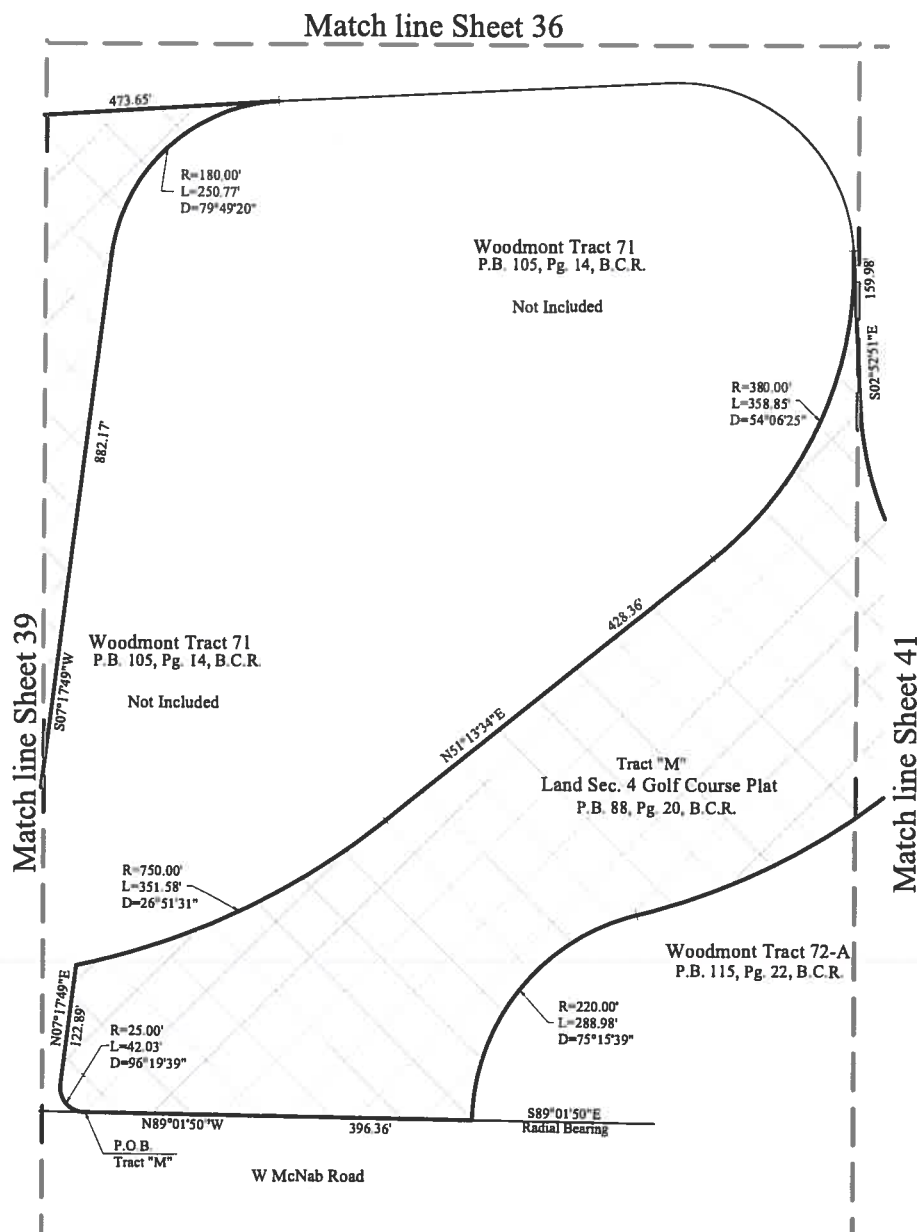 Match line Sheet 36
473.65'
R=180.00'
L=250.77'
D=79°49'20"
Woodmont Tract 71
P.B. 105, Pg. 14, B.C.R.
Not Included
159.98'
S02°52'51"E
R=380.00'
L=358.85'
D=54°06'25"
882.17'
S07°17'49"W
428.36'
N51°13'34"E
Match line Sheet 39
Woodmont Tract 71
P.B. 105, Pg. 14, B.C.R.
Not Included
Match line Sheet 41
Tract "M"
Land Sec. 4 Golf Course Plat
P.B. 88, Pg. 20, B.C.R.
R=750.00'
L=351.58'
D=26°51'31"
Woodmont Tract 72-A
P.B. 115, Pg. 22, B.C.R.
N07°17'49"E
122.89'
R=25.00'
L=42.03'
D=96°19'39"
R=220.00'
L=288.98'
D=75°15'39"
N89°01'50"W
396.36'
S89°01'50"E
Radial Bearing
P.O.B.
Tract "M"
W McNab Road